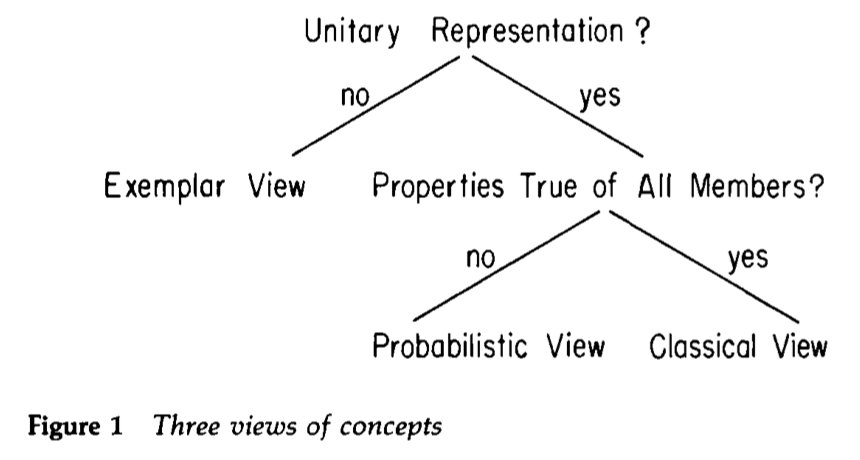 Unitary Representation ?
no
yes
Exemplar View
Properties True of All Members?
no
yes
Probabilistic View
Classical View
Figure 1 Three views of concepts